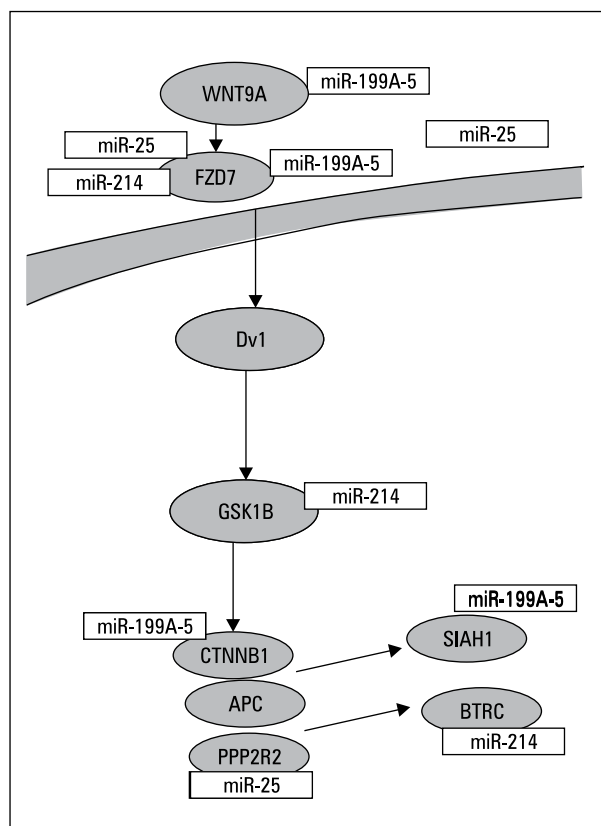 WNT9A
miR-199A-5
miR-25
miR-25
miR-214
FZD7
miR-199A-5
Dv1
GSK1B
miR-214
miR-199A-5
CTNNB1
miR-199A-5
SIAH1
APC
BTRC
miR-214
PPP2R2
miR-25